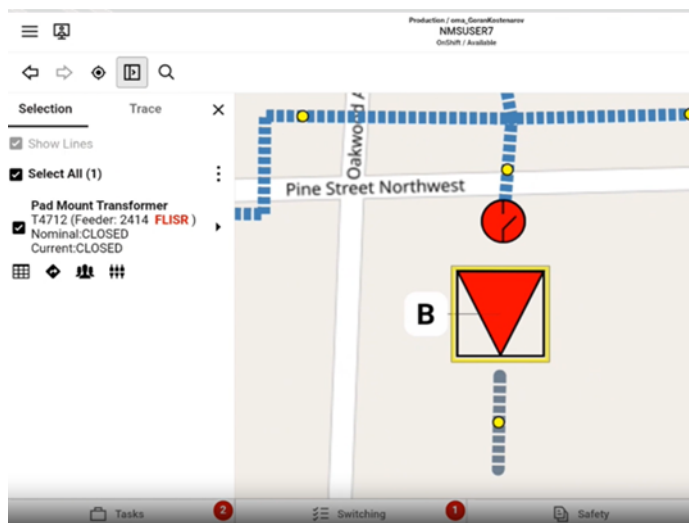 Production / oma_GoranKostenarov
NMSUSER7
OnShift / Available
Selection
Trace
Show Lines
Select All (1)
Pad Mount Transformer
T4712 (Feeder: 2414 FLISR )
Nominal:CLOSED
Current:CLOSED
Oakwood A
Pine Street Northwest
B
Tasks
2
Switching
1
Safety